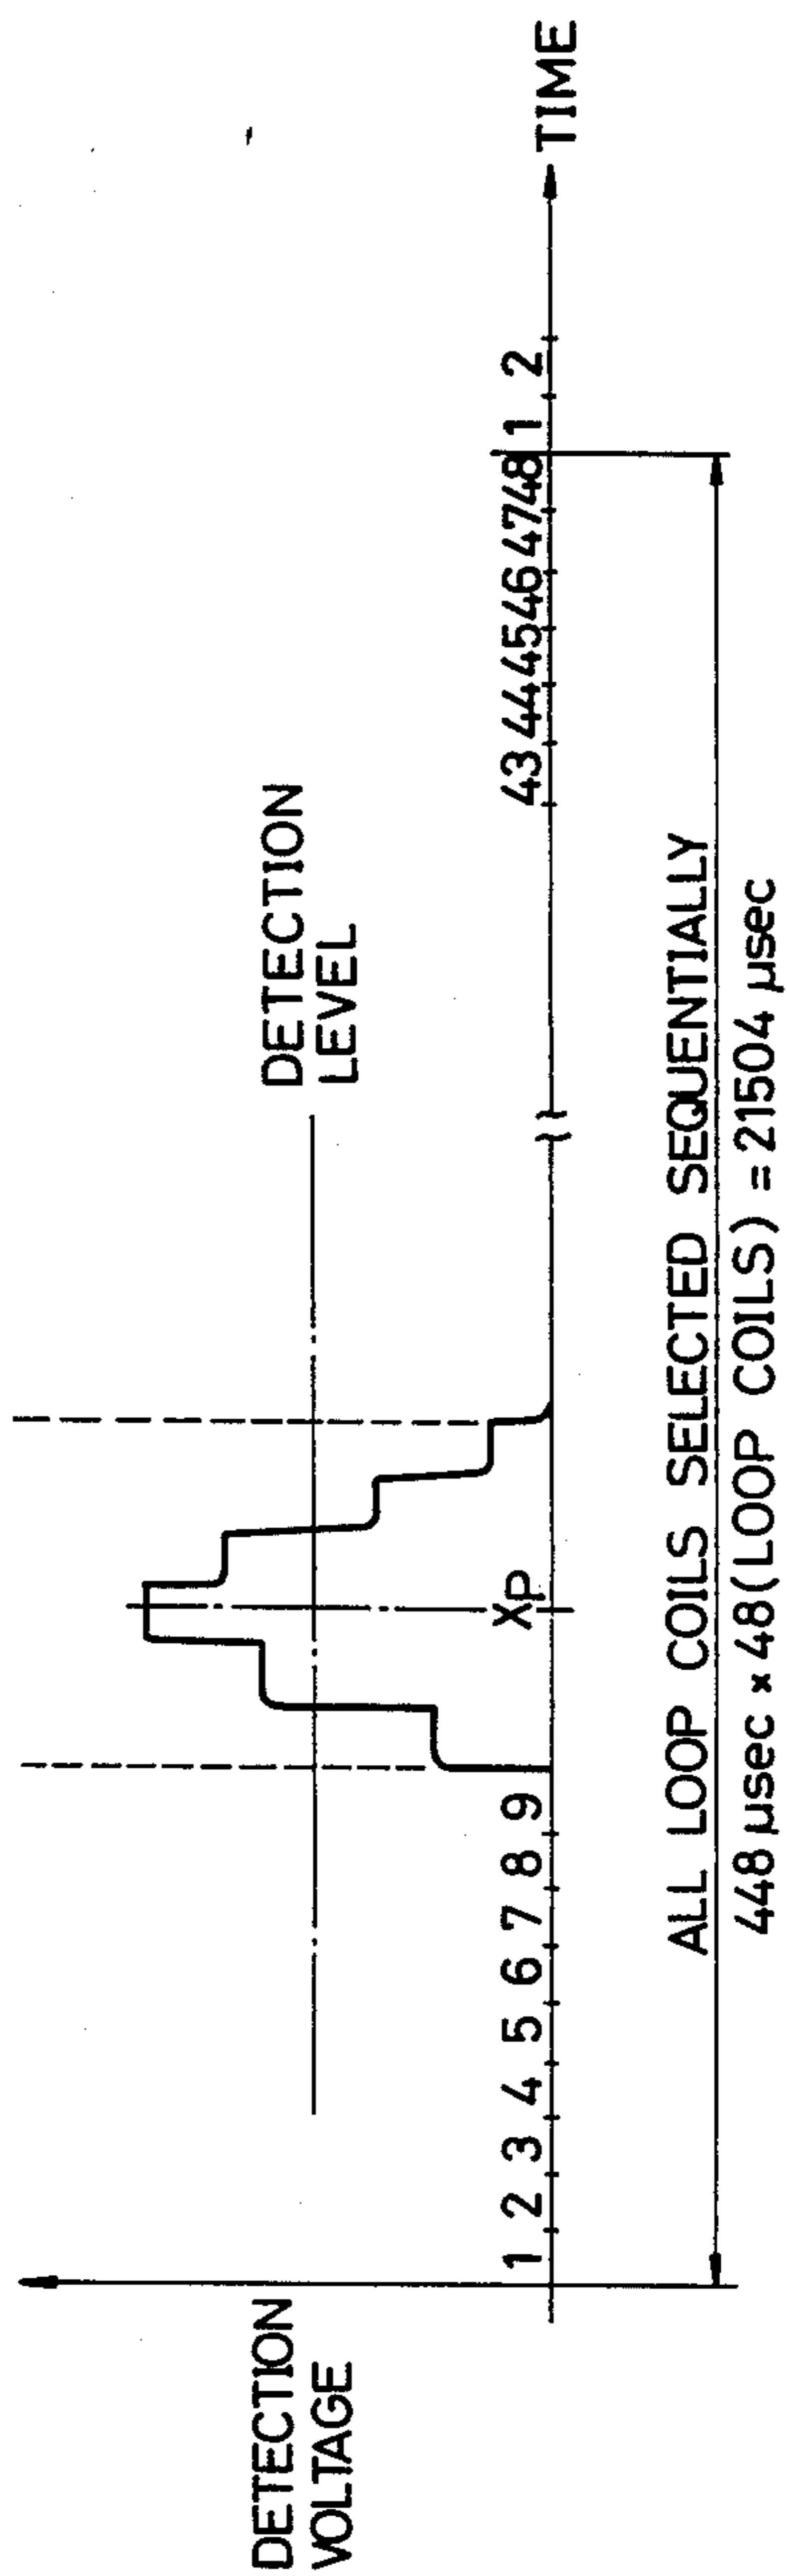 DETECTION
VOLTAGE
DETECTION
LEVEL
1 2 3 4 5 6 7 8 9 XP 43 44 45 46 47 48 1 2
TIME
ALL LOOP COILS SELECTED SEQUENTIALLY
448 µsec × 48 (LOOP COILS) = 21504 µsec